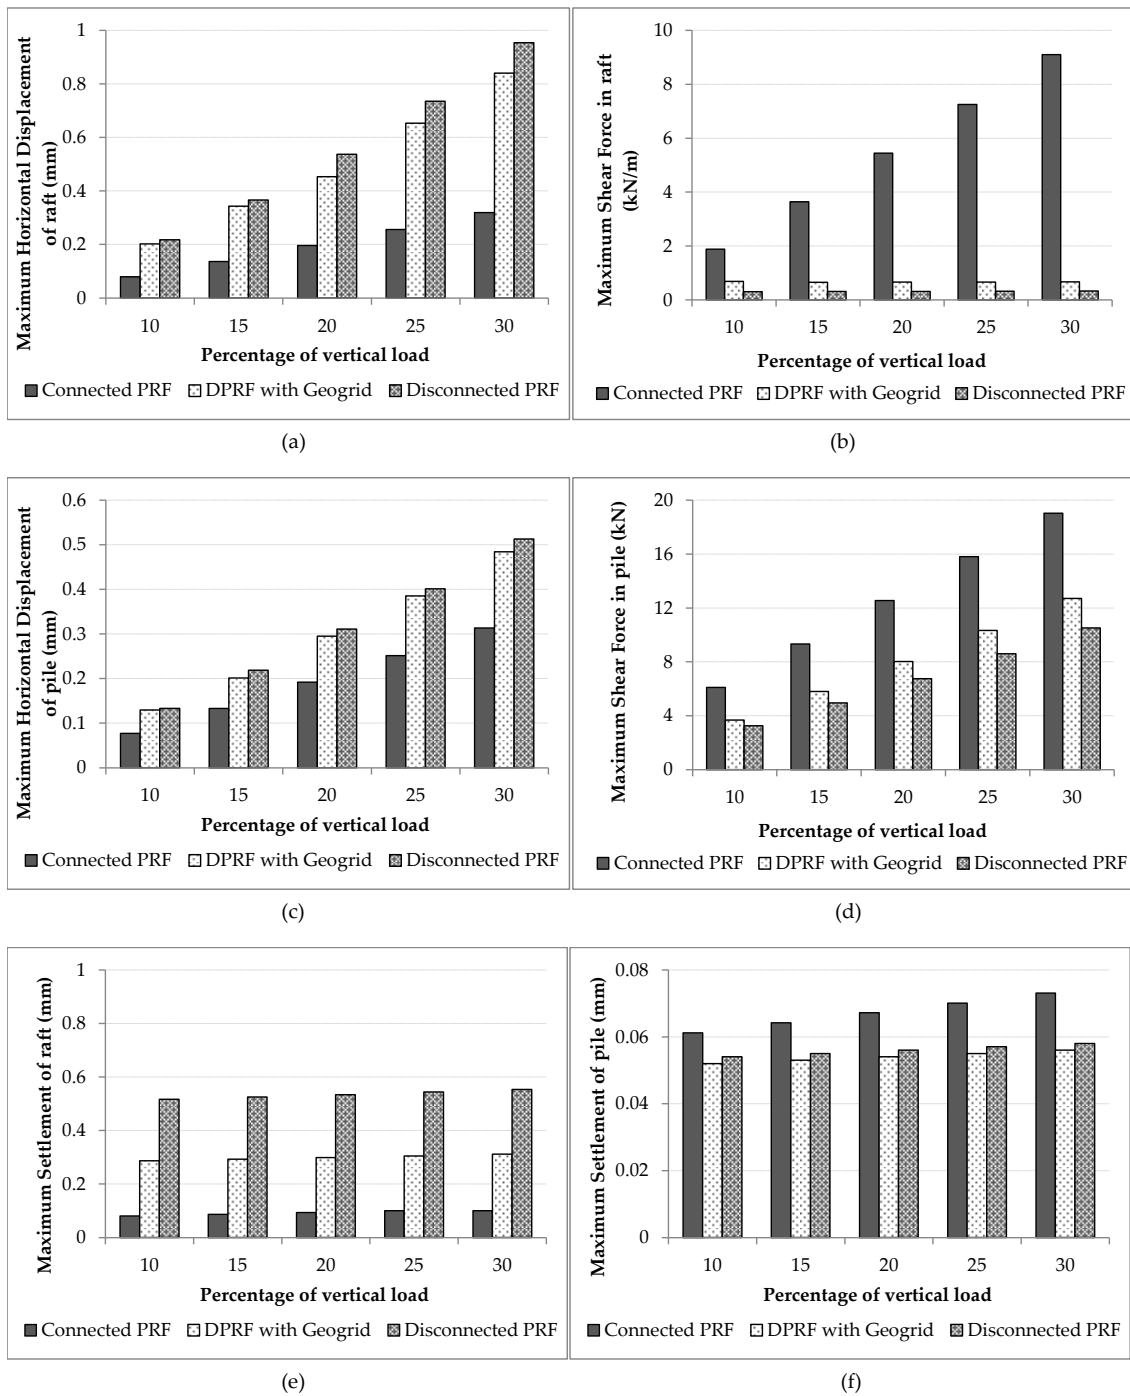 Maximum Horizontal Displacement
of raft (mm)
1
0.8
0.6
0.4
0.2
0
10 15 20 25 30
Percentage of vertical load
Connected PRF DPRF with Geogrid Disconnected PRF
(a)
Maximum Shear Force in raft
(kN/m)
10
8
6
4
2
0
10 15 20 25 30
Percentage of vertical load
Connected PRF DPRF with Geogrid Disconnected PRF
(b)
Maximum Horizontal Displacement
of pile (mm)
0.6
0.5
0.4
0.3
0.2
0.1
0
10 15 20 25 30
Percentage of vertical load
Connected PRF DPRF with Geogrid Disconnected PRF
(c)
Maximum Shear Force in pile (kN)
20
16
12
8
4
0
10 15 20 25 30
Percentage of vertical load
Connected PRF DPRF with Geogrid Disconnected PRF
(d)
Maximum Settlement of raft (mm)
1
0.8
0.6
0.4
0.2
0
10 15 20 25 30
Percentage of vertical load
Connected PRF DPRF with Geogrid Disconnected PRF
(e)
Maximum Settlement of pile (mm)
0.08
0.06
0.04
0.02
0
10 15 20 25 30
Percentage of vertical load
Connected PRF DPRF with Geogrid Disconnected PRF
(f)